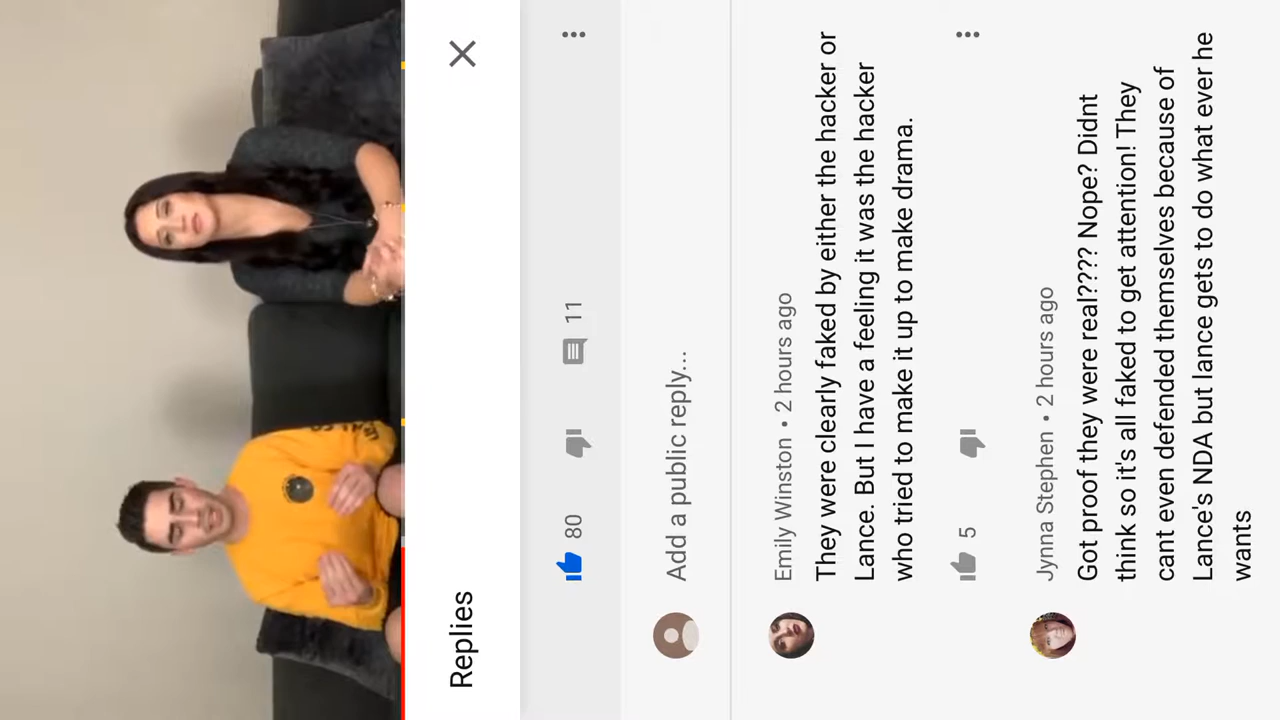 Replies
80
11
Add a public reply...
Emily Winston • 2 hours ago
They were clearly faked by either the hacker or
Lance. But I have a feeling it was the hacker
who tried to make it up to make drama.
5
Jynna Stephen • 2 hours ago
Got proof they were real???? Nope? Didnt
think so it's all faked to get attention! They
cant even defended themselves because of
Lance's NDA but lance gets to do what ever he
wants